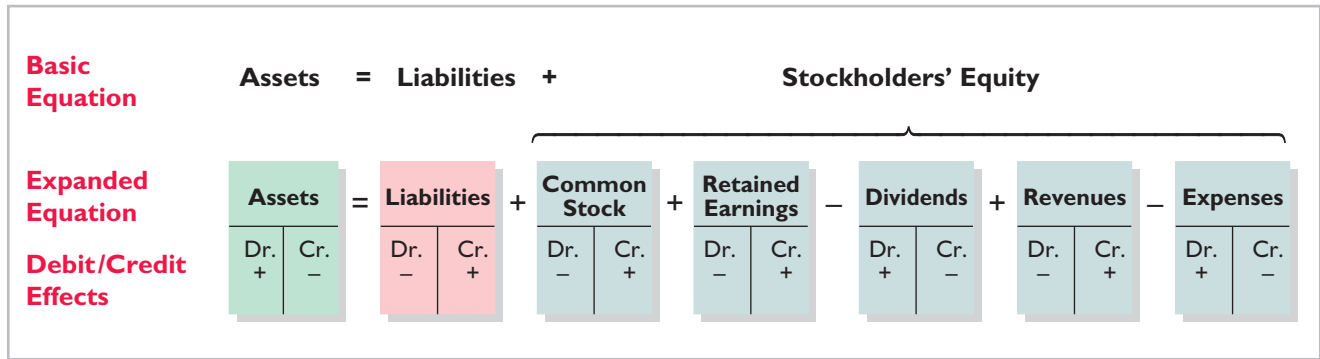 Basic Equation
Assets = Liabilities + Stockholders’ Equity
Expanded Equation
Assets = Liabilities + Common Stock + Retained Earnings – Dividends + Revenues – Expenses
Debit/Credit Effects
Dr. Cr. Dr. Cr. Dr. Cr. Dr. Cr. Dr. Cr. Dr. Cr. Dr. Cr.
+ – – + – + – + + – – + + –